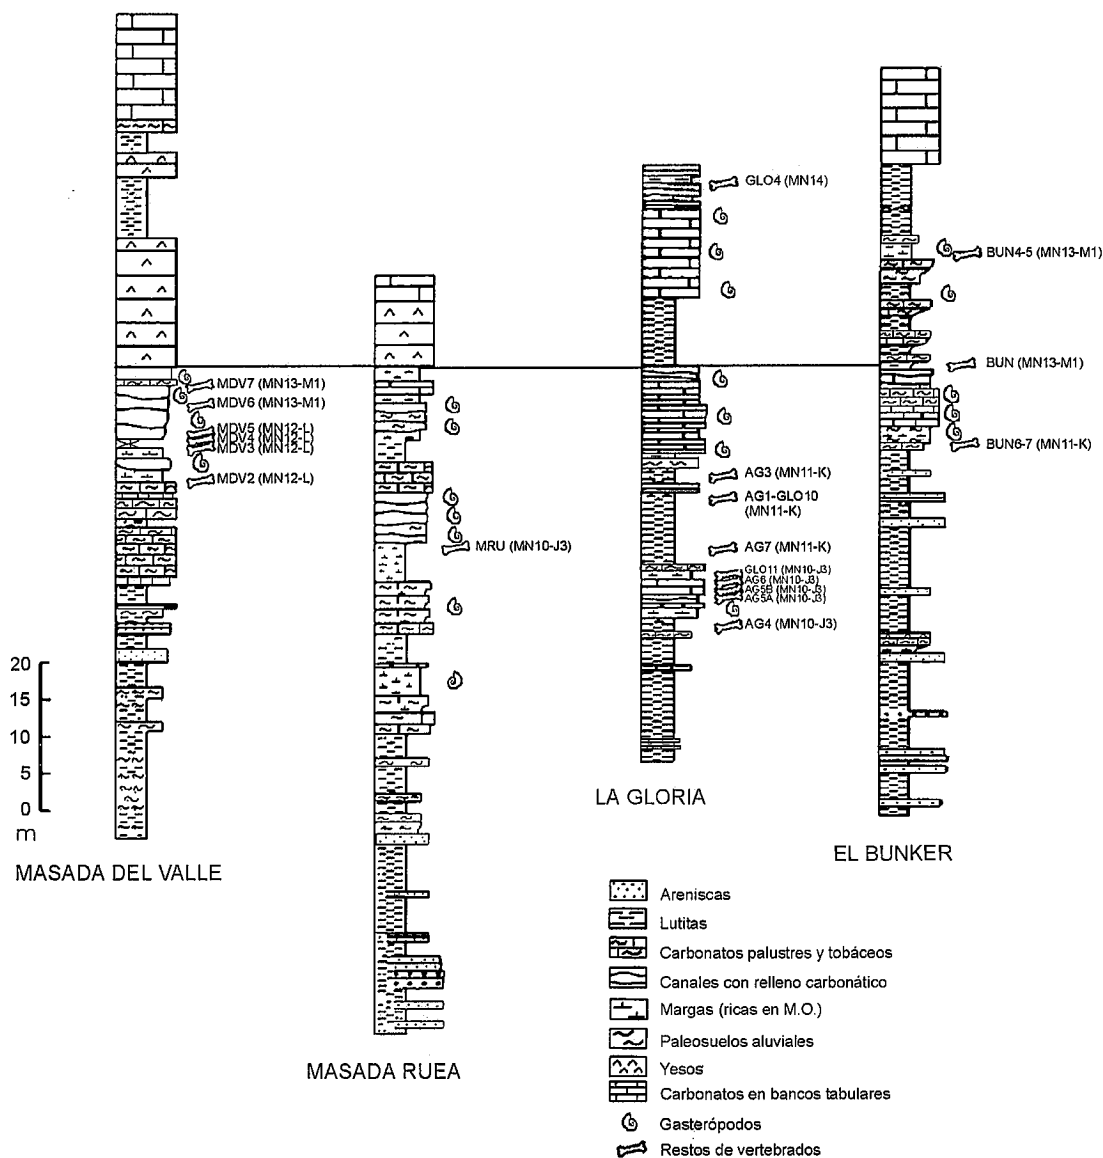 GLO4 (MN14)
BUN4-5 (MN13-M1)
BUN (MN13-M1)
BUN6-7 (MN11-K)
MDV7 (MN13-M1)
MDV6 (MN13-M1)
MDV5 (MN12-L)
MDV4 (MN12-L)
MDV3 (MN12-L)
MDV2 (MN12-L)
MRU (MN10-J3)
AG3 (MN11-K)
AG1-GLO10
(MN11-K)
AG7 (MN11-K)
GLO11 (MN10-J3)
AG6 (MN10-J3)
AG5B (MN10-J3)
AG5A (MN10-J3)
AG4 (MN10-J3)
20
15
10
5
0
m
MASADA DEL VALLE
MASADA RUEA
LA GLORIA
EL BUNKER
Areniscas
Lutitas
Carbonatos palustres y tobáceos
Canales con relleno carbonático
Margas (ricas en M.O.)
Paleosuelos aluviales
Yesos
Carbonatos en bancos tabulares
Gasterópodos
Restos de vertebrados